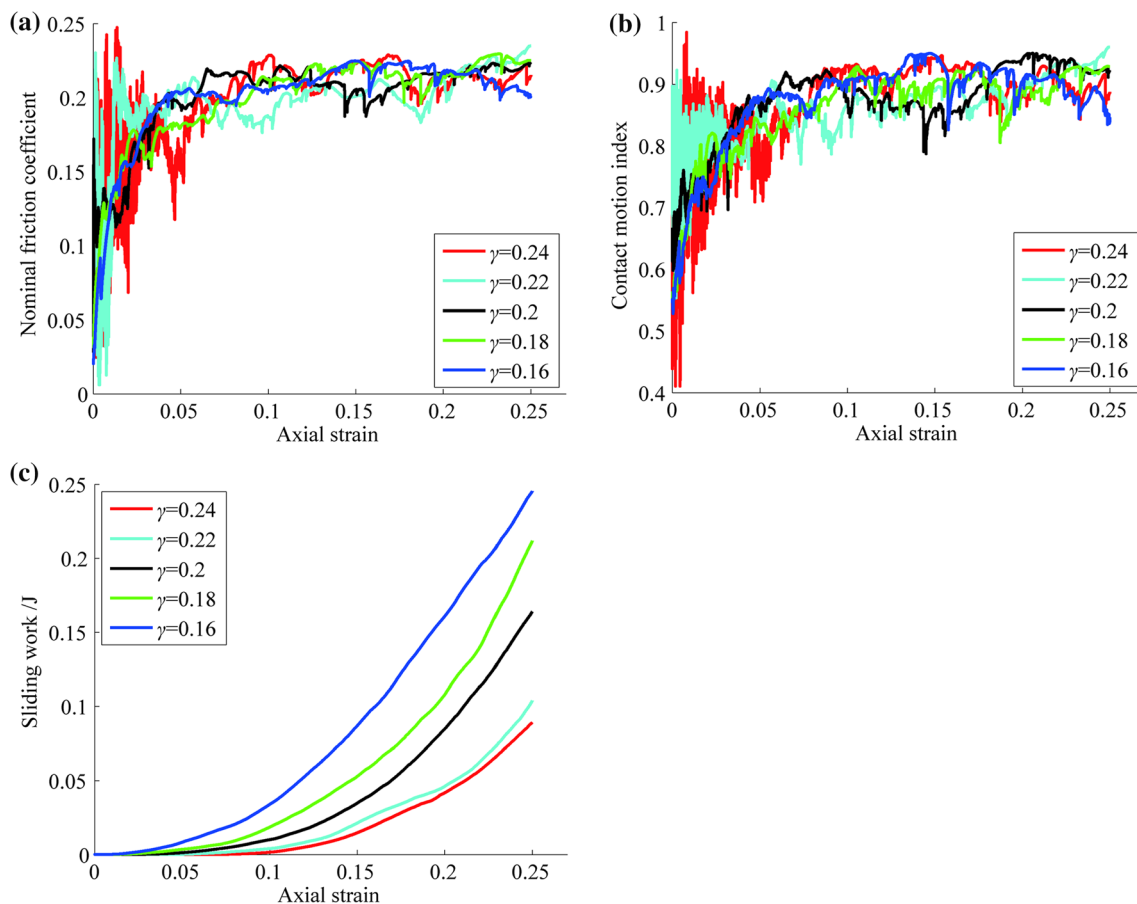 (a)
Nominal friction coefficient
0.25
0.2
0.15
0.1
0.05
0
γ=0.24
γ=0.22
γ=0.2
γ=0.18
γ=0.16
0 0.05 0.1 0.15 0.2 0.25
Axial strain
(b)
Contact motion index
1
0.9
0.8
0.7
0.6
0.5
0.4
γ=0.24
γ=0.22
γ=0.2
γ=0.18
γ=0.16
0 0.05 0.1 0.15 0.2 0.25
Axial strain
(c)
Sliding work /J
0.25
0.2
0.15
0.1
0.05
0
γ=0.24
γ=0.22
γ=0.2
γ=0.18
γ=0.16
0 0.05 0.1 0.15 0.2 0.25
Axial strain